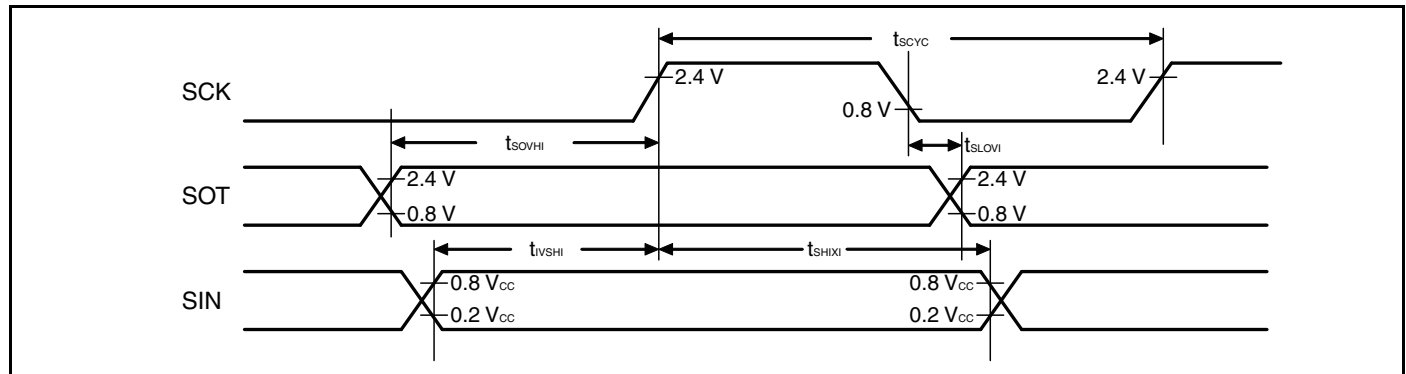 tSCYC
SCK
2.4 V
0.8 V
2.4 V
tSOVHI
tSLOVI
SOT
2.4 V
0.8 V
2.4 V
0.8 V
tIVSHI
tSHIXI
SIN
0.8 VCC
0.2 VCC
0.8 VCC
0.2 VCC